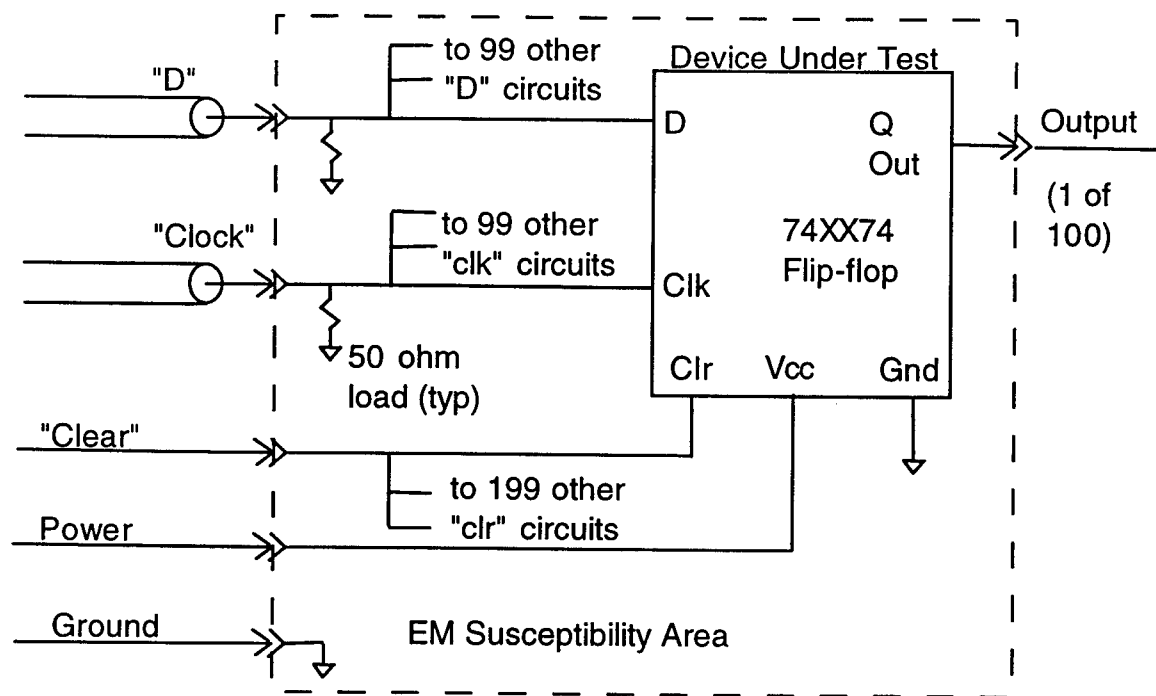 to 99 other
"D" circuits
Device Under Test
"D"
D
Q
Out
Output
(1 of
100)
"Clock"
to 99 other
"clk" circuits
74XX74
Flip-flop
Clk
50 ohm
load (typ)
Clr
Vcc
Gnd
"Clear"
to 199 other
"clr" circuits
Power
Ground
EM Susceptibility Area